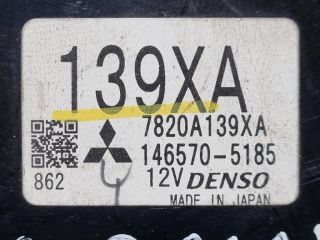 139XA
7820A139XA
146570-5185
862 12V DENSO
MADE IN JAPAN